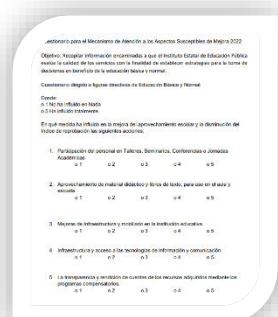 Cuestionario para el Mecanismo de Atención a los Aspectos Susceptibles de Mejora 2022
Objetivo: Recopilar información encaminadas a que el Instituto Estatal de Educación Pública
evalúe la calidad de los servicios con la finalidad de establecer estrategias para la toma de
decisiones en beneficio de la educación básica y normal.
Cuestionario dirigido a figuras directivas de Educación Básica y Normal
Donde:
o 1 No ha influido en Nada
o 5 Ha influido totalmente
En qué medida ha influido en la mejora del aprovechamiento escolar y la disminución del
índice de reprobación las siguientes acciones:
1. Participación del personal en Talleres, Seminarios, Conferencias o Jornadas
Académicas
o 1 o 2 o 3 o 4 o 5
2. Aprovechamiento de material didáctico y libros de texto, para uso en el aula y
escuela
o 1 o 2 o 3 o 4 o 5
3 Mejoras de Infraestructura y mobiliario en la institución educativa
o 1 o 2 o 3 o 4 o 5
4 Infraestructura y acceso a las tecnologías de información y comunicación
o 1 o 2 o 3 o 4 o 5
5 La transparencia y rendición de cuentas de los recursos adquiridos mediante los
programas compensatorios.
o 1 o 2 o 3 o 4 o 5